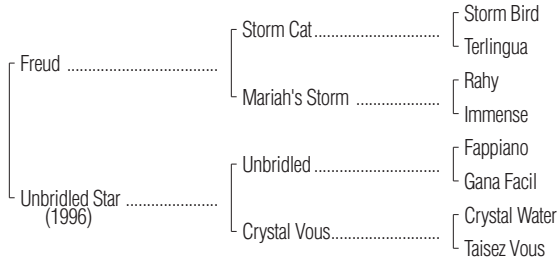 Storm Bird
Storm Cat
Terlingua
Freud
Rahy
Mariah's Storm
Immense
Fappiano
Unbridled
Gana Facil
Unbridled Star
(1996)
Crystal Water
Crystal Vous
Taisez Vous